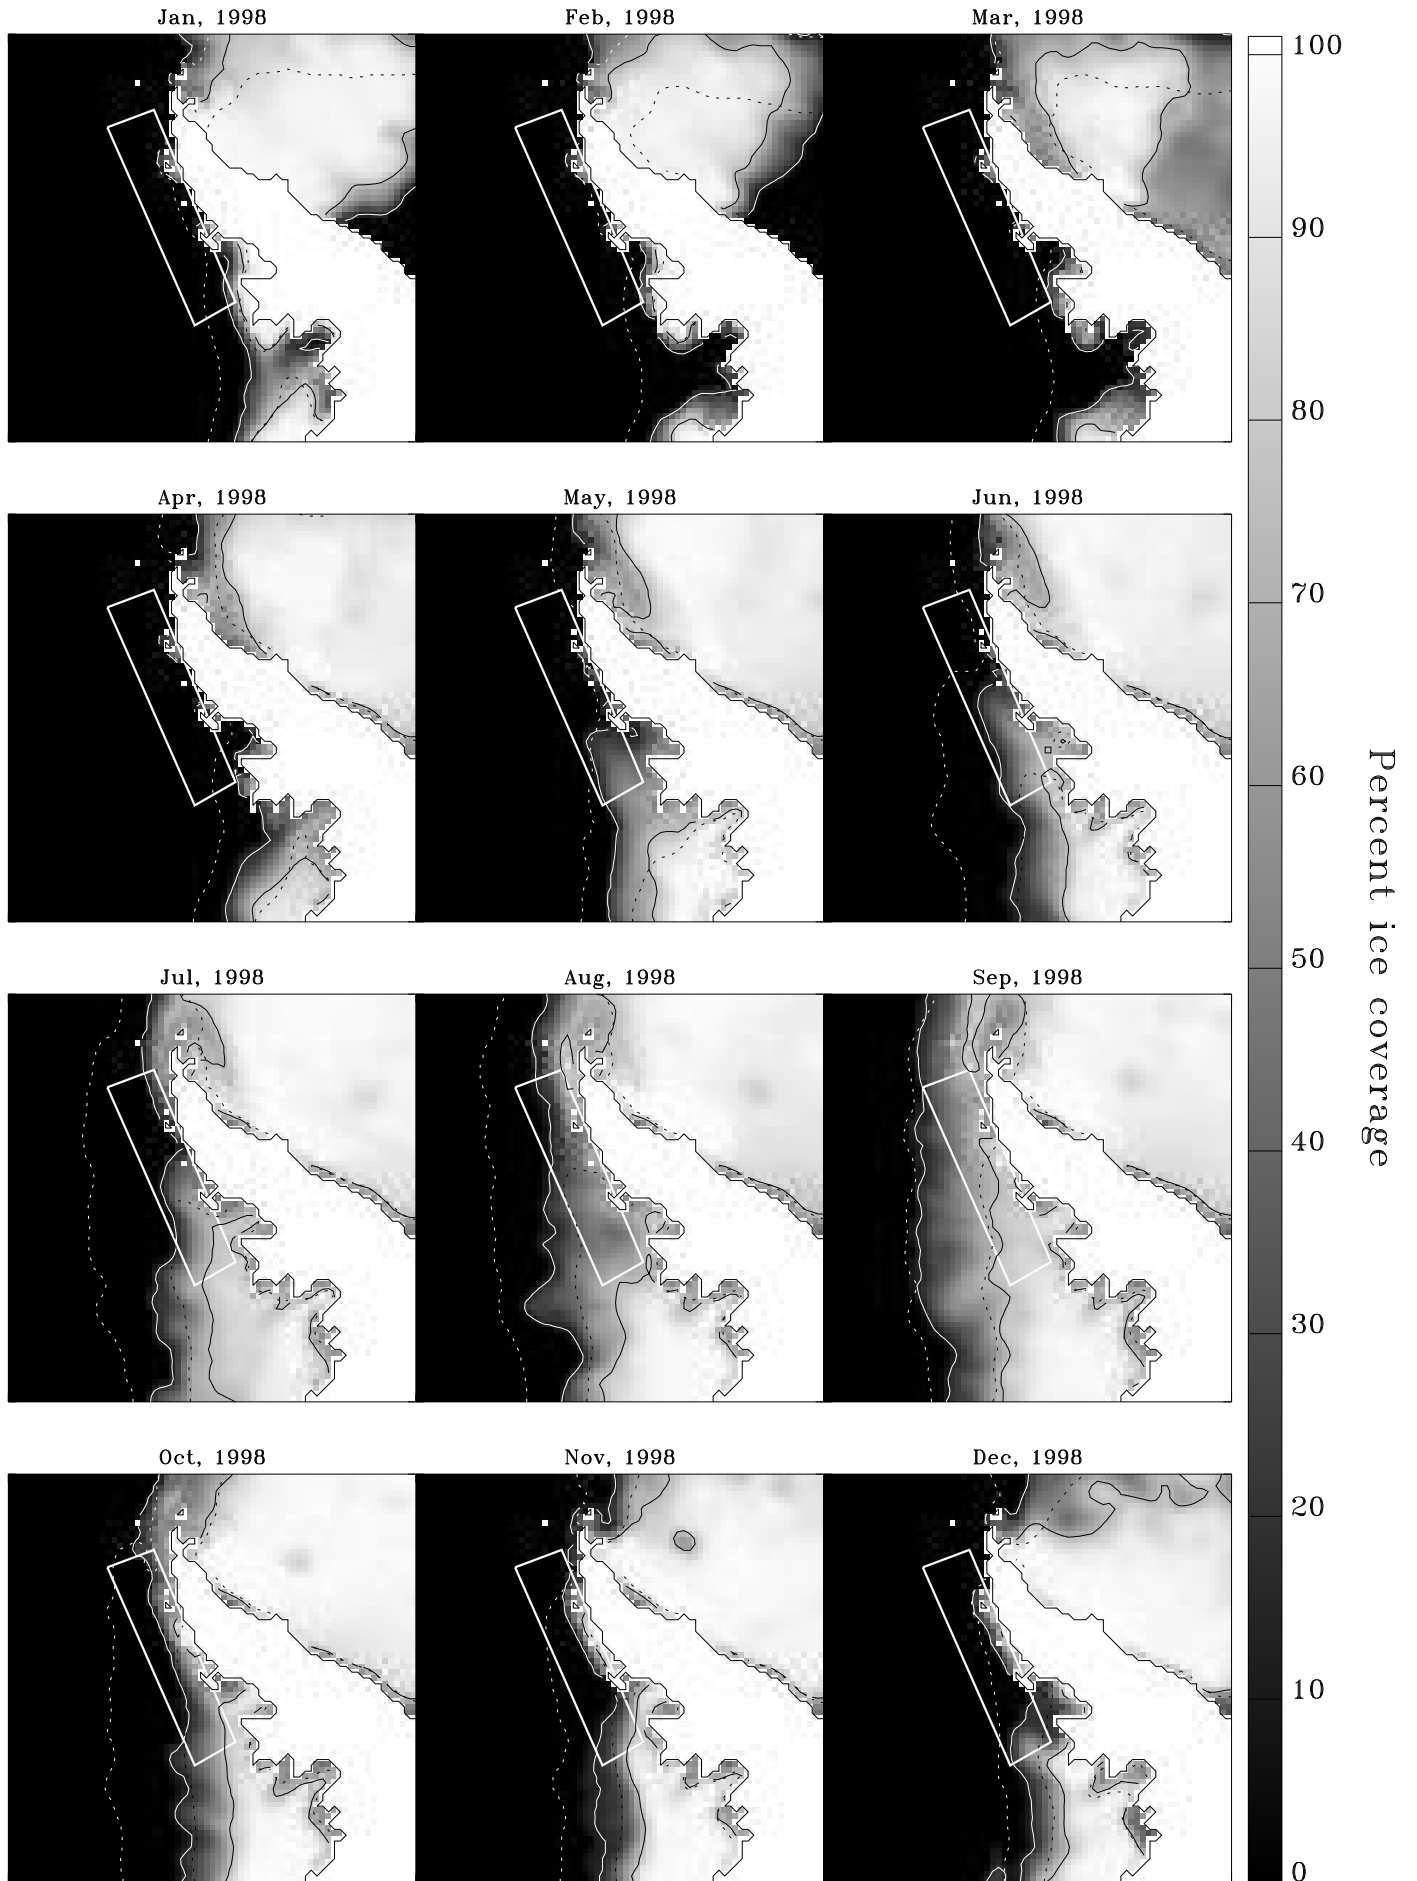 Jan, 1998
Feb, 1998
Mar, 1998
Apr, 1998
May, 1998
Jun, 1998
Jul, 1998
Aug, 1998
Sep, 1998
Oct, 1998
Nov, 1998
Dec, 1998
100
90
80
70
60
50
40
30
20
10
0
Percent ice coverage